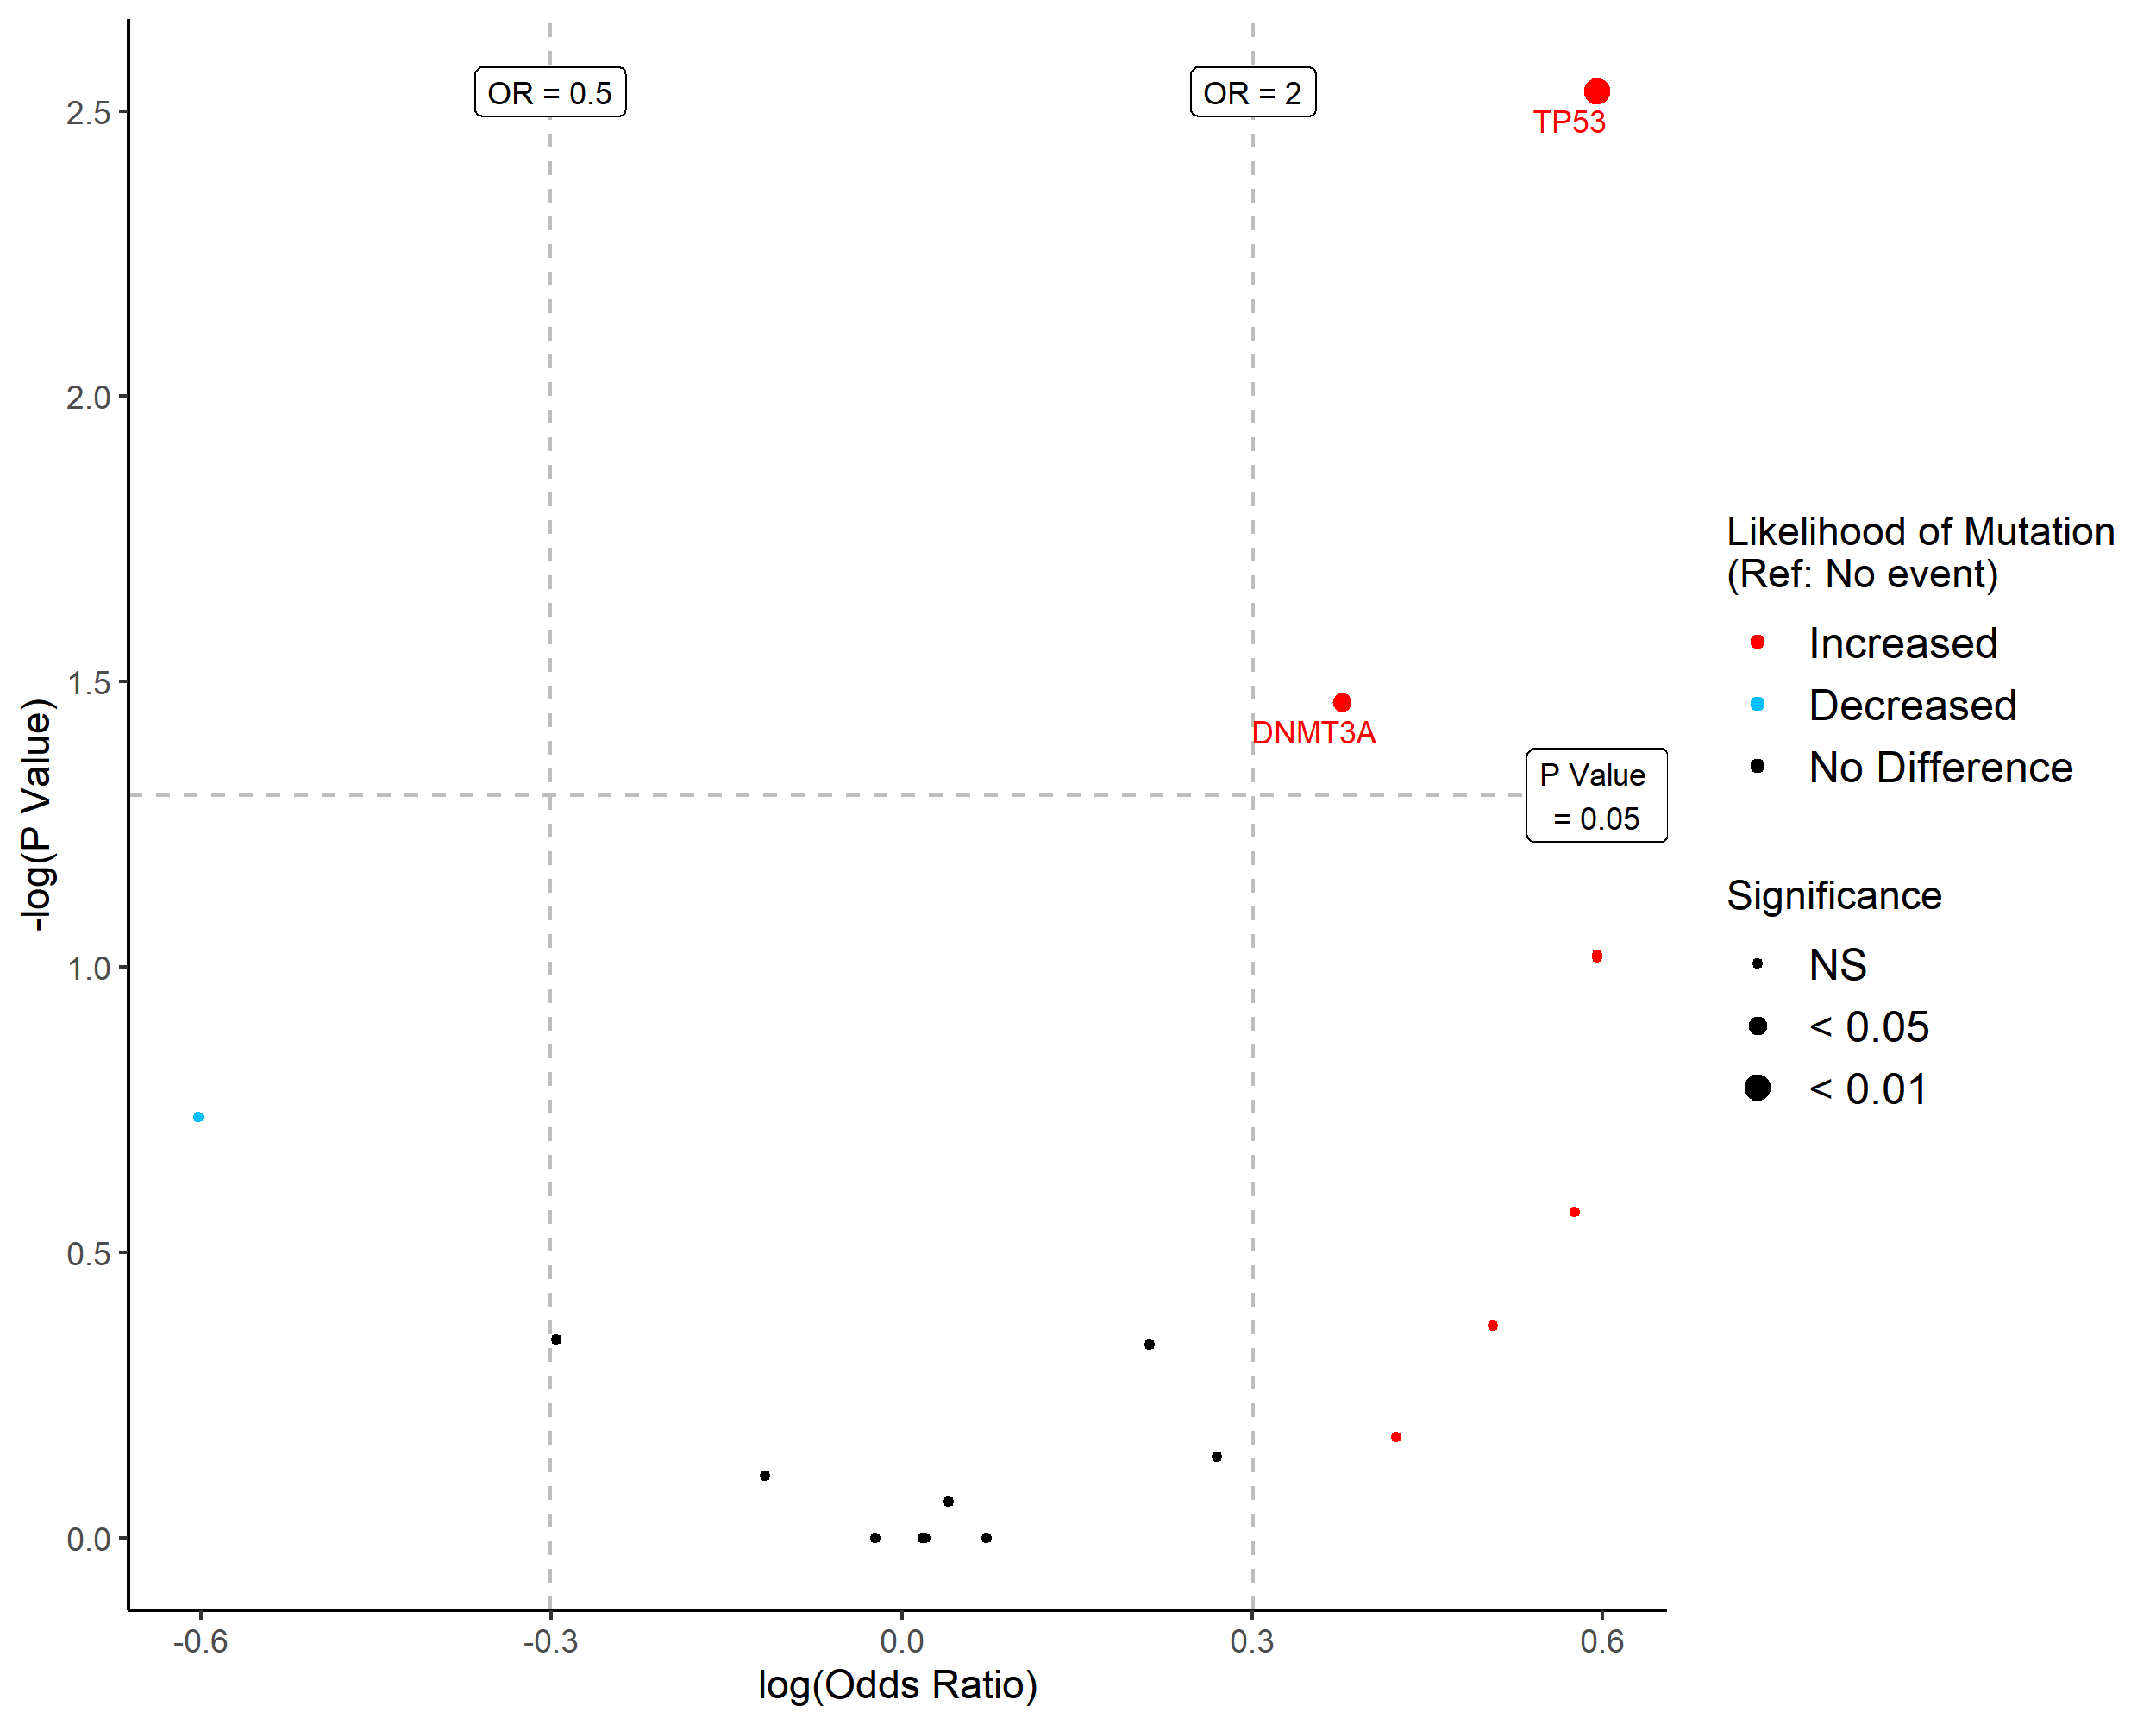 OR = 0.5
OR = 2
TP53
DNMT3A
P Value
= 0.05
2.5
2.0
1.5
1.0
0.5
0.0
-log(P Value)
-0.6
-0.3
0.0
0.3
0.6
log(Odds Ratio)
Likelihood of Mutation
(Ref: No event)
Increased
Decreased
No Difference
Significance
NS
< 0.05
< 0.01